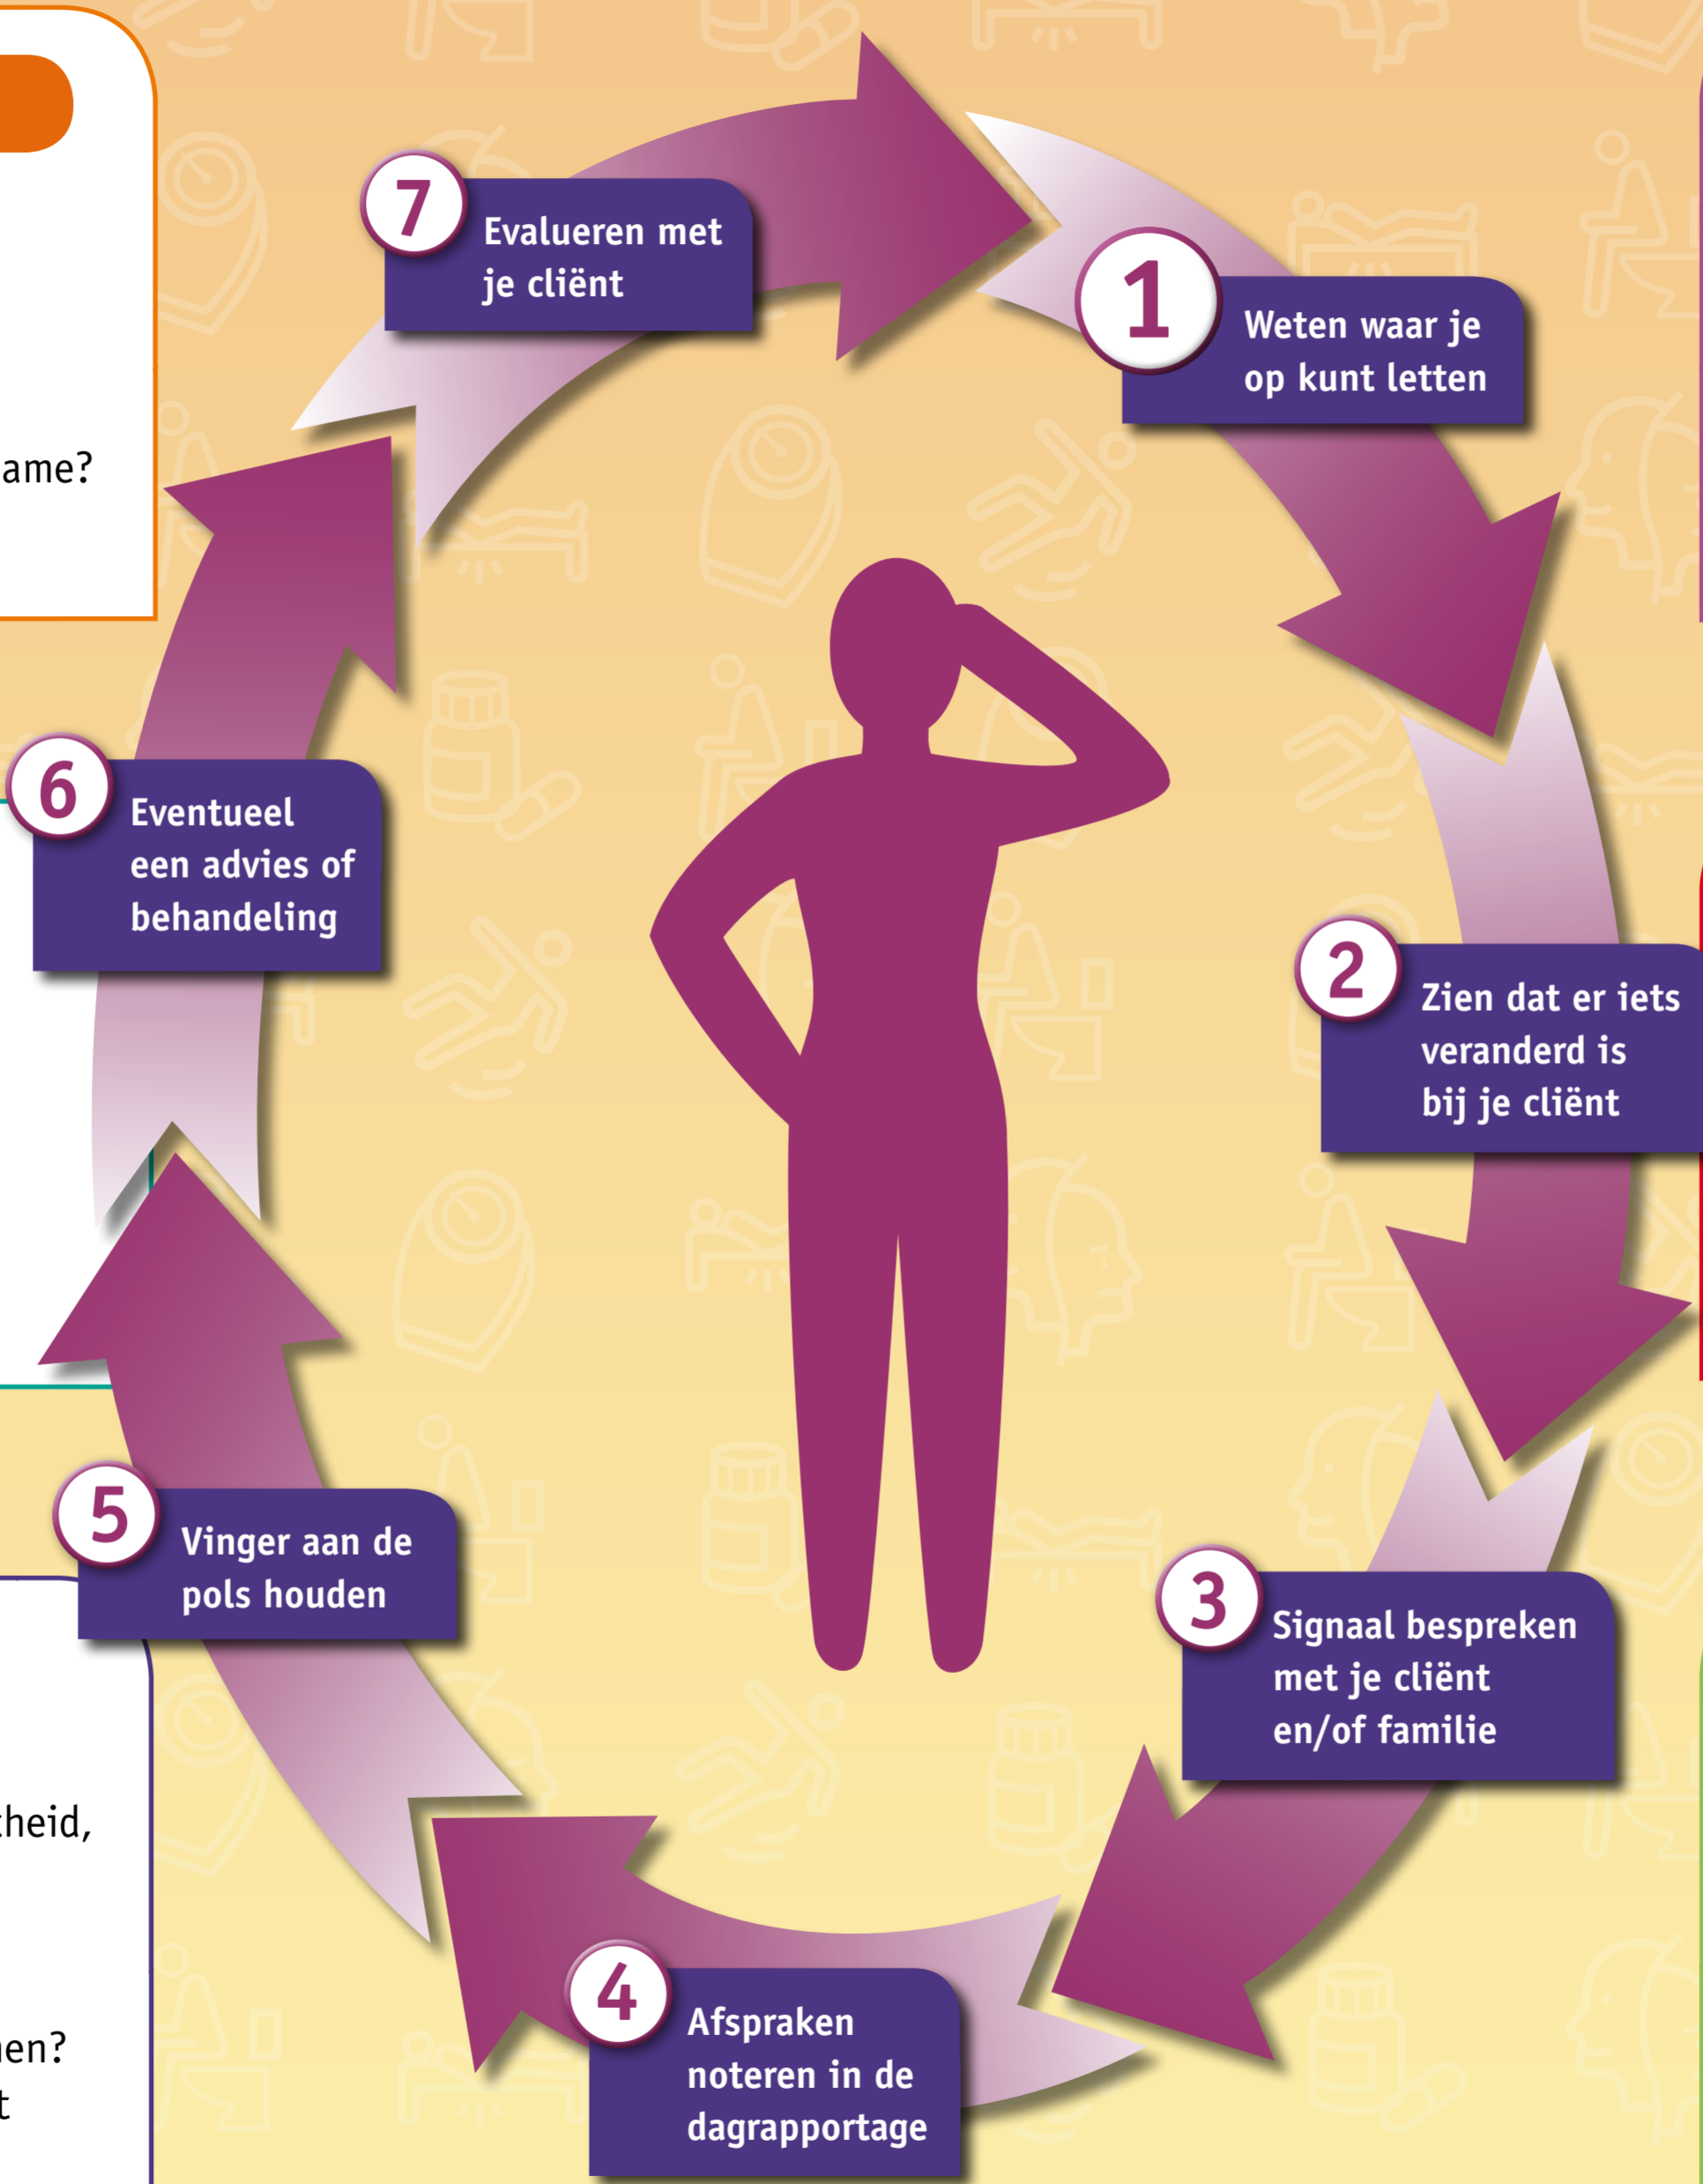 ame?
7
Evalueren met
je cliënt
1
Weten waar je
op kunt letten
2
Zien dat er iets
veranderd is
bij je cliënt
3
Signaal bespreken
met je cliënt
en/of familie
4
Afspraken
noteren in de
dagrapportage
5
Vinger aan de
pols houden
6
Eventueel
een advies of
behandeling
heid,
en?
t